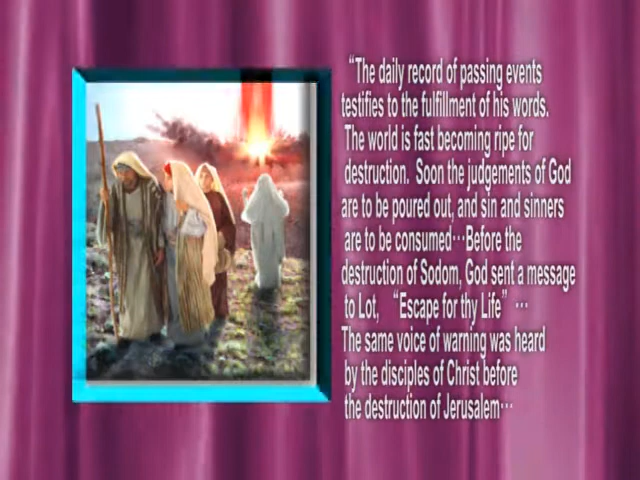 “The daily record of passing events
testifies to the fulfillment of his words.
The world is fast becoming ripe for
destruction. Soon the judgements of God
are to be poured out, and sin and sinners
are to be consumed…Before the
destruction of Sodom, God sent a message
to Lot, “Escape for thy Life” …
The same voice of warning was heard
by the disciples of Christ before
the destruction of Jerusalem…